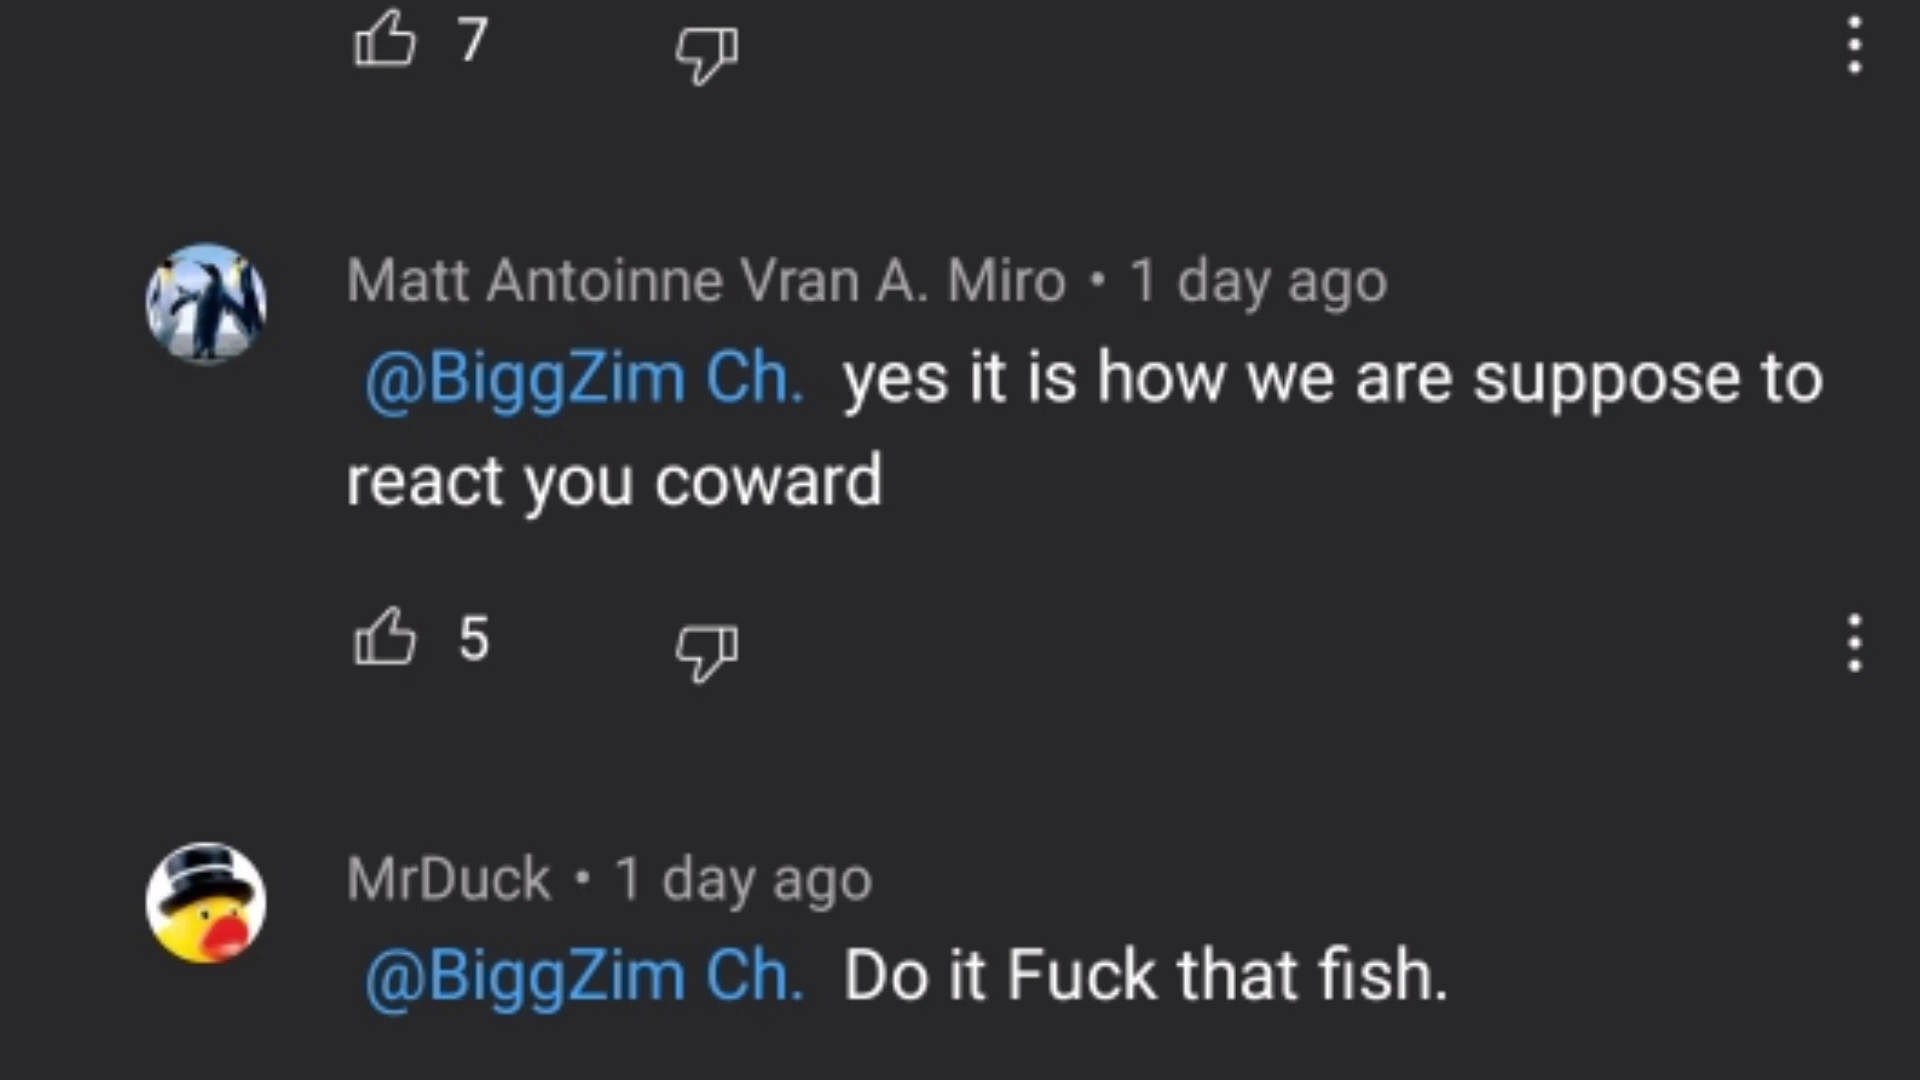 7
Matt Antoinne Vran A. Miro • 1 day ago
@BiggZim Ch. yes it is how we are suppose to
react you coward
5
MrDuck • 1 day ago
@BiggZim Ch. Do it Fuck that fish.